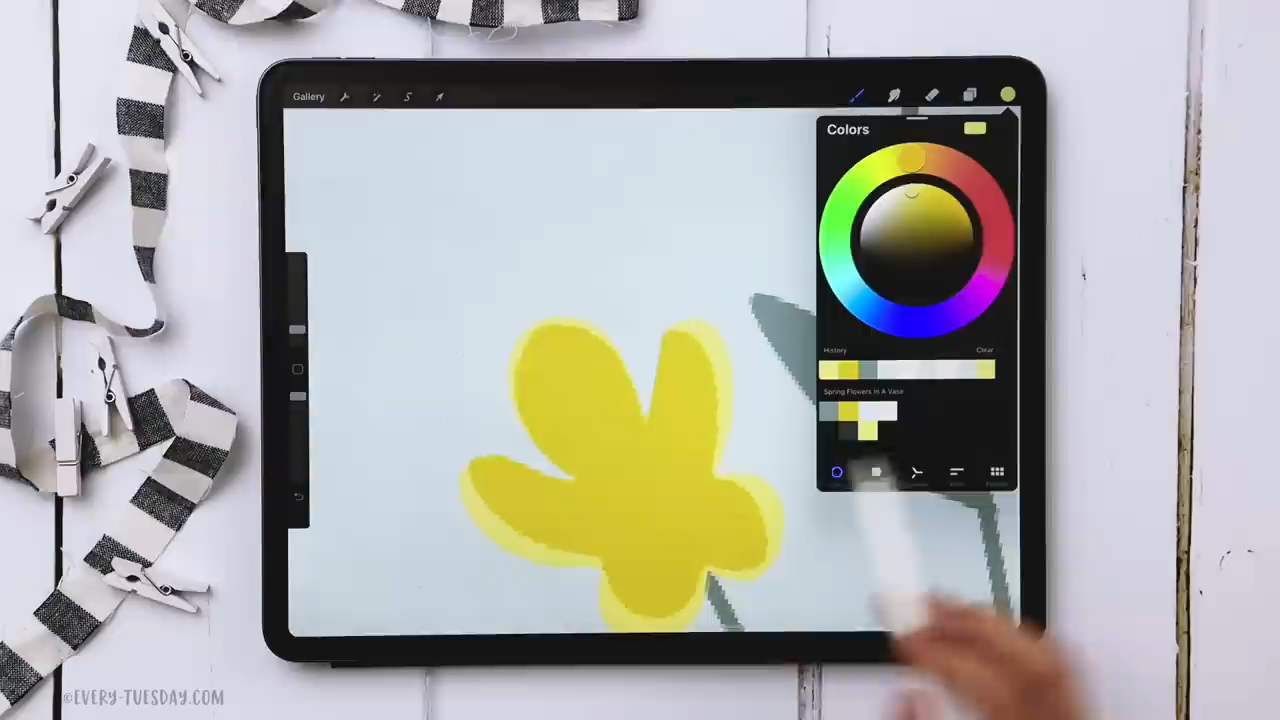 Gallery
Colors
History
Clear
Spring Flowers In A Vase
©EVERY-TUESDAY.COM